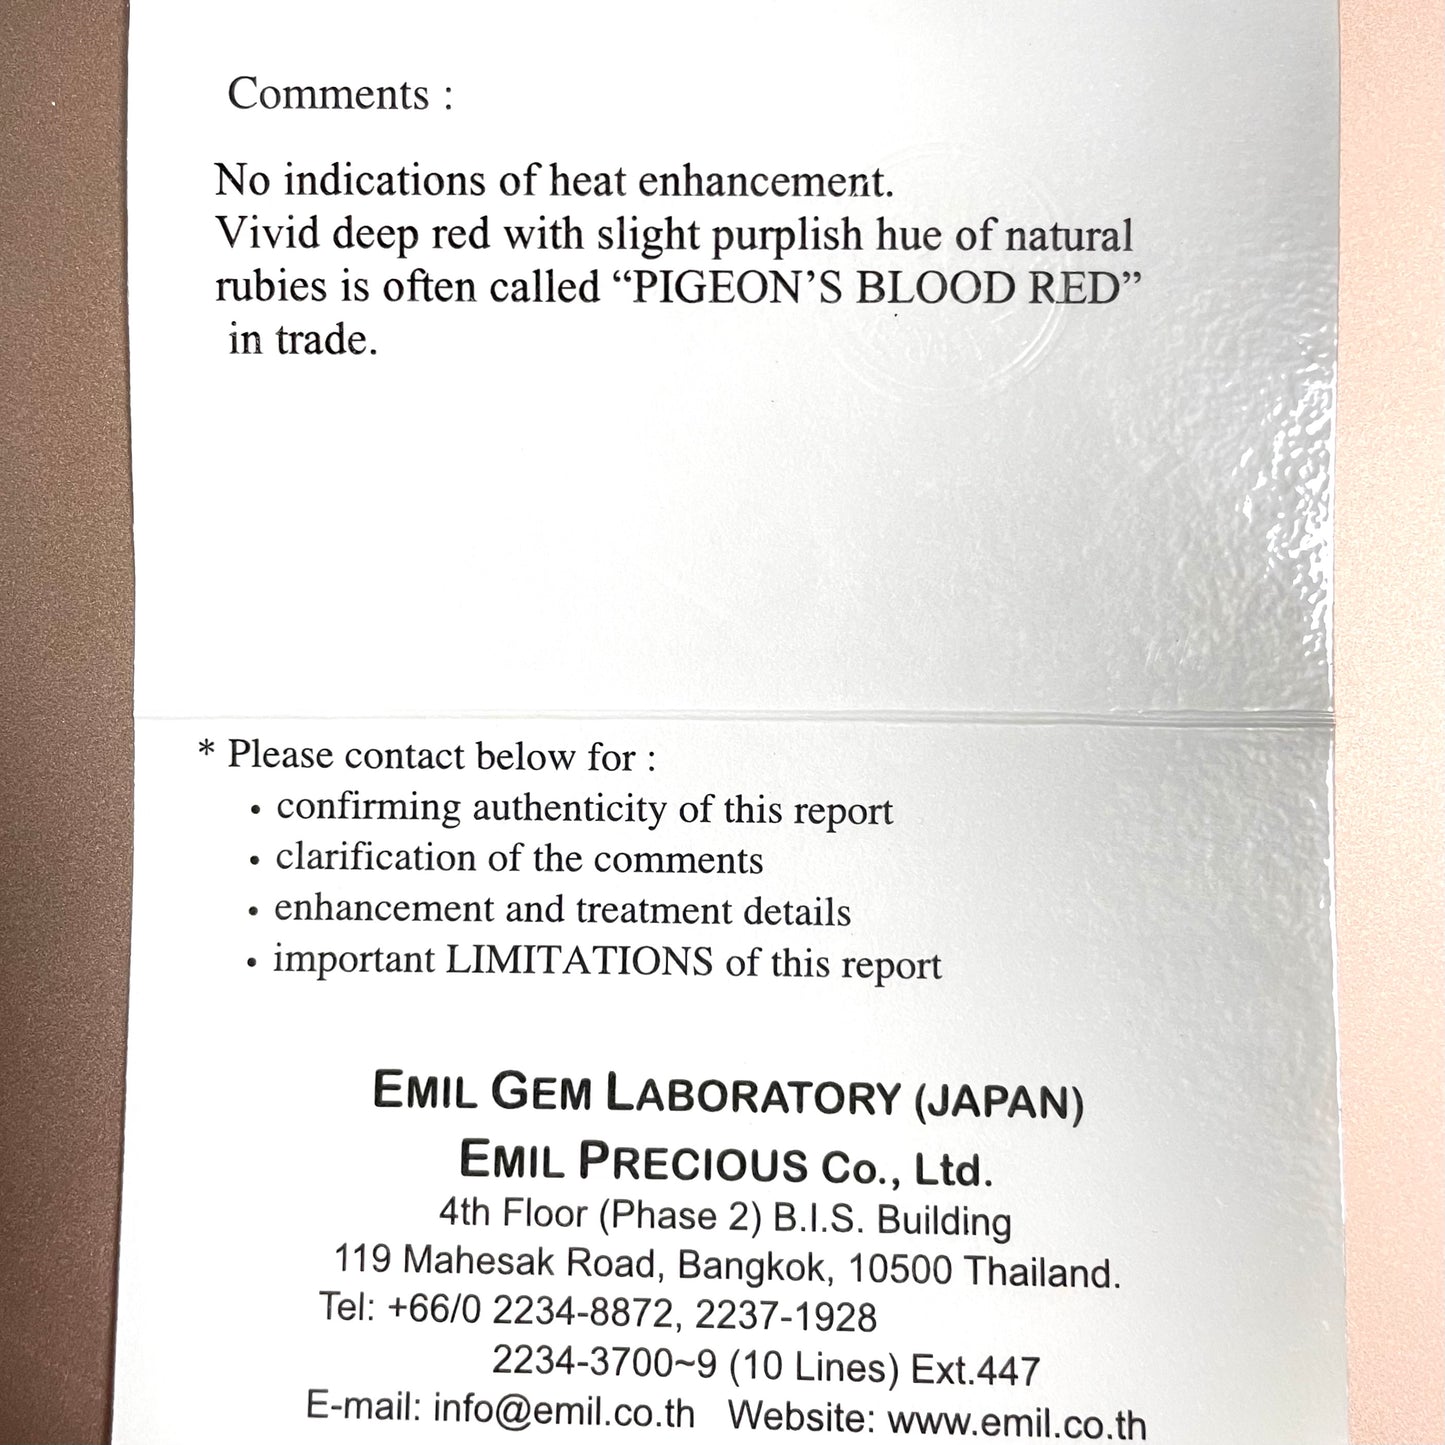 Comments :
No indications of heat enhancement.
Vivid deep red with slight purplish hue of natural
rubies is often called “PIGEON’S BLOOD RED”
in trade.
* Please contact below for :
• confirming authenticity of this report
• clarification of the comments
• enhancement and treatment details
• important LIMITATIONS of this report
EMIL GEM LABORATORY (JAPAN)
EMIL PRECIOUS Co., Ltd.
4th Floor (Phase 2) B.I.S. Building
119 Mahesak Road, Bangkok, 10500 Thailand.
Tel: +66/0 2234-8872, 2237-1928
2234-3700~9 (10 Lines) Ext.447
E-mail: info@emil.co.th Website: www.emil.co.th